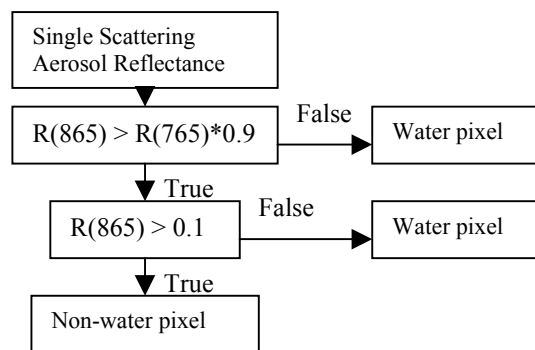 Single Scattering
Aerosol Reflectance
R(865) > R(765)*0.9
False
Water pixel
True
R(865) > 0.1
False
Water pixel
True
Non-water pixel